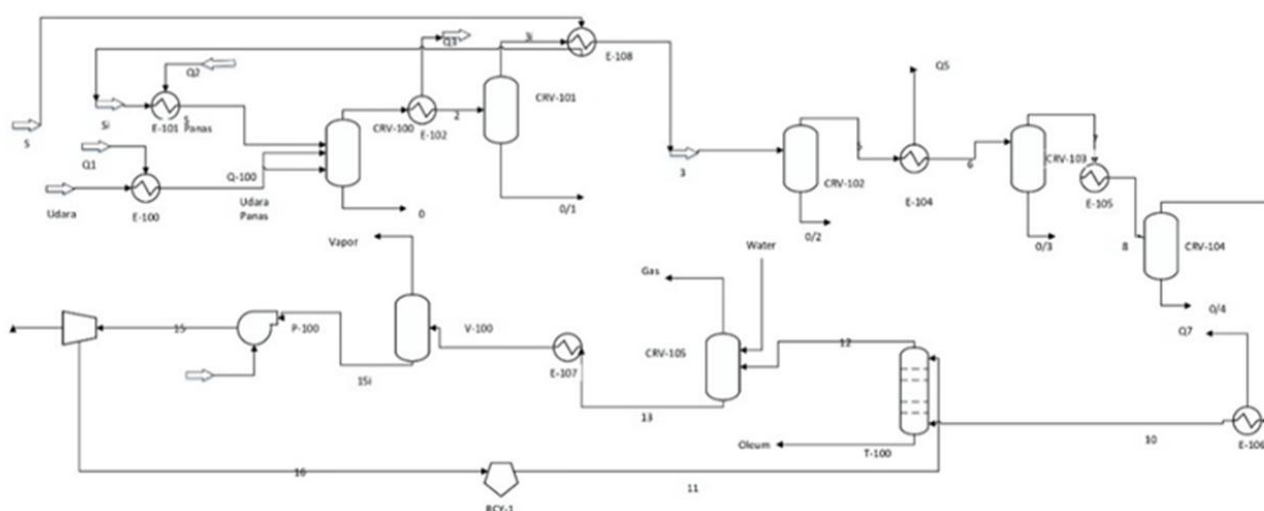 Q3
3i
E-108
Q2
Q5
CRV-101
S
Si
E-101
S
Panas
CRV-100
E-102
2
Q1
3
5
6
7
CRV-102
CRV-103
E-104
E-105
Udara
E-100
Q-100
Udara
Panas
0
0/1
0/2
0/3
8
CRV-104
0/4
Vapor
Water
Gas
Q7
15
P-100
V-100
E-107
CRV-105
12
15i
13
Oleum
T-100
10
E-106
16
11
RCY-1